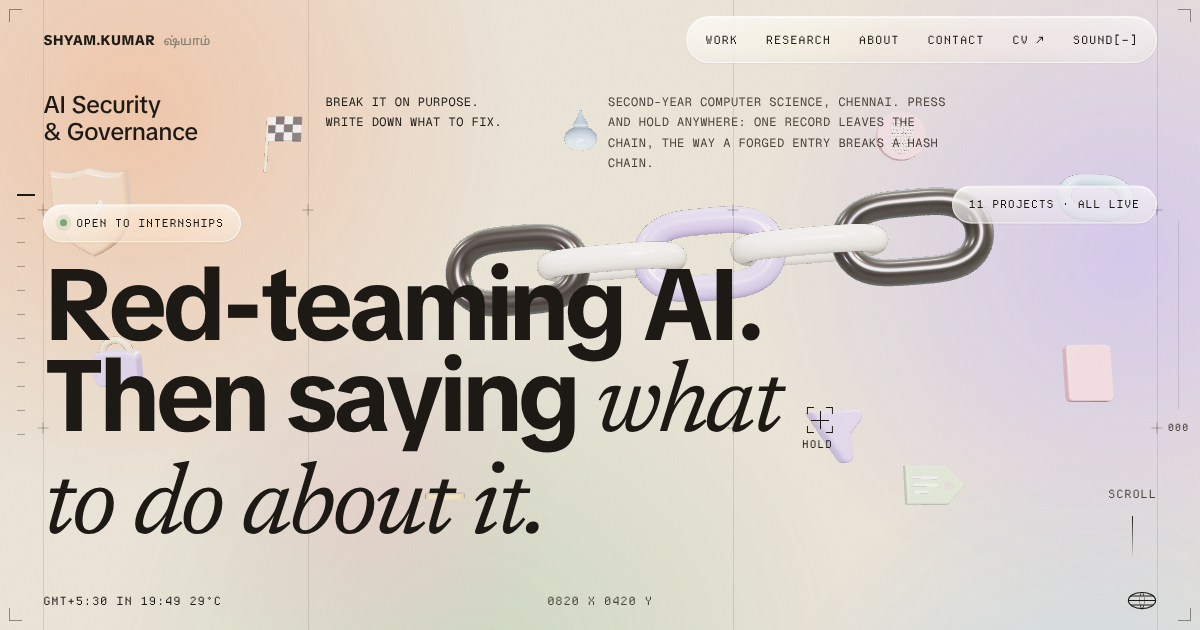 SHYAM.KUMAR ஷ்யாம்
WORK RESEARCH ABOUT CONTACT CV ↗ SOUND[–]
AI Security
& Governance
BREAK IT ON PURPOSE.
WRITE DOWN WHAT TO FIX.
SECOND-YEAR COMPUTER SCIENCE, CHENNAI. PRESS
AND HOLD ANYWHERE: ONE RECORD LEAVES THE
CHAIN, THE WAY A FORGED ENTRY BREAKS A HASH
CHAIN.
OPEN TO INTERNSHIPS
11 PROJECTS · ALL LIVE
Red-teaming AI.
Then saying what
to do about it.
HOLD
000
SCROLL
GMT+5:30 IN 19:49 29°C
0820 X 0420 Y